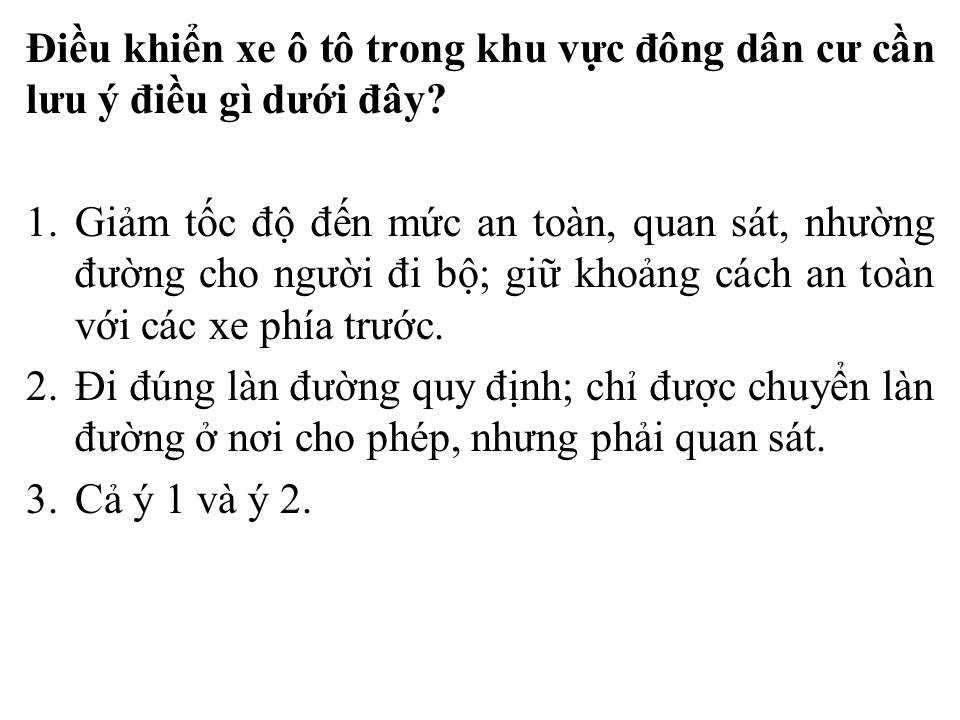 Điều khiển xe ô tô trong khu vực đông dân cư cần
lưu ý điều gì dưới đây?
1. Giảm tốc độ đến mức an toàn, quan sát, nhường
đường cho người đi bộ; giữ khoảng cách an toàn
với các xe phía trước.
2. Đi đúng làn đường quy định; chỉ được chuyển làn
đường ở nơi cho phép, nhưng phải quan sát.
3. Cả ý 1 và ý 2.